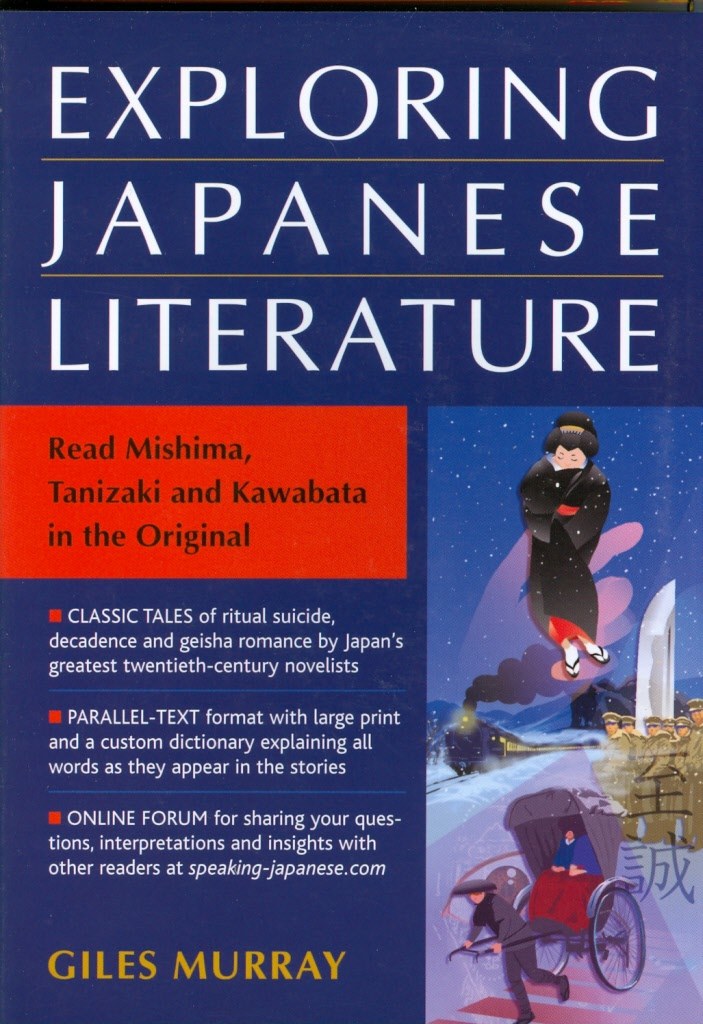 EXPLORING
JAPANESE
LITERATURE
Read Mishima,
Tanizaki and Kawabata
in the Original
■ CLASSIC TALES of ritual suicide,
decadence and geisha romance by Japan's
greatest twentieth-century novelists
■ PARALLEL-TEXT format with large print
and a custom dictionary explaining all
words as they appear in the stories
■ ONLINE FORUM for sharing your ques-
tions, interpretations and insights with
other readers at speaking-japanese.com
至
誠
GILES MURRAY